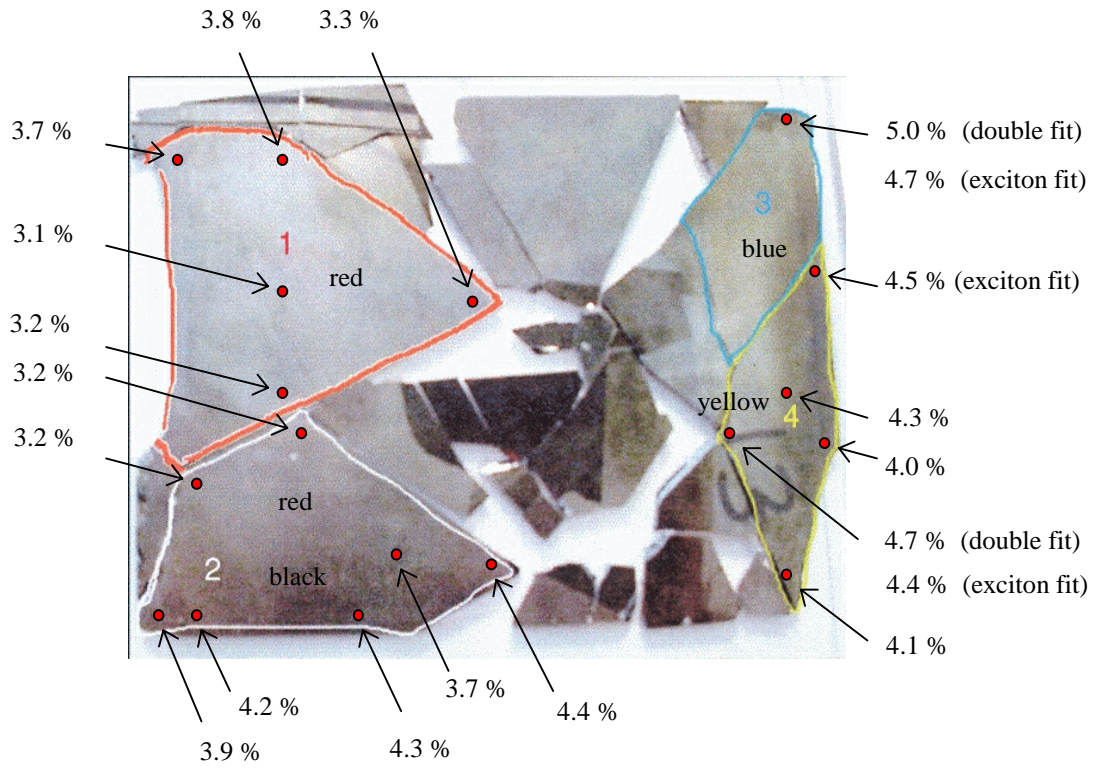 3.8 %
3.3 %
3.7 %
5.0 % (double fit)
4.7 % (exciton fit)
3
1
3.1 %
blue
red
4.5 % (exciton fit)
3.2 %
3.2 %
yellow
4
4.3 %
3.2 %
4.0 %
red
4.7 % (double fit)
2
black
4.4 % (exciton fit)
4.1 %
3.7 %
4.2 %
4.4 %
3.9 %
4.3 %